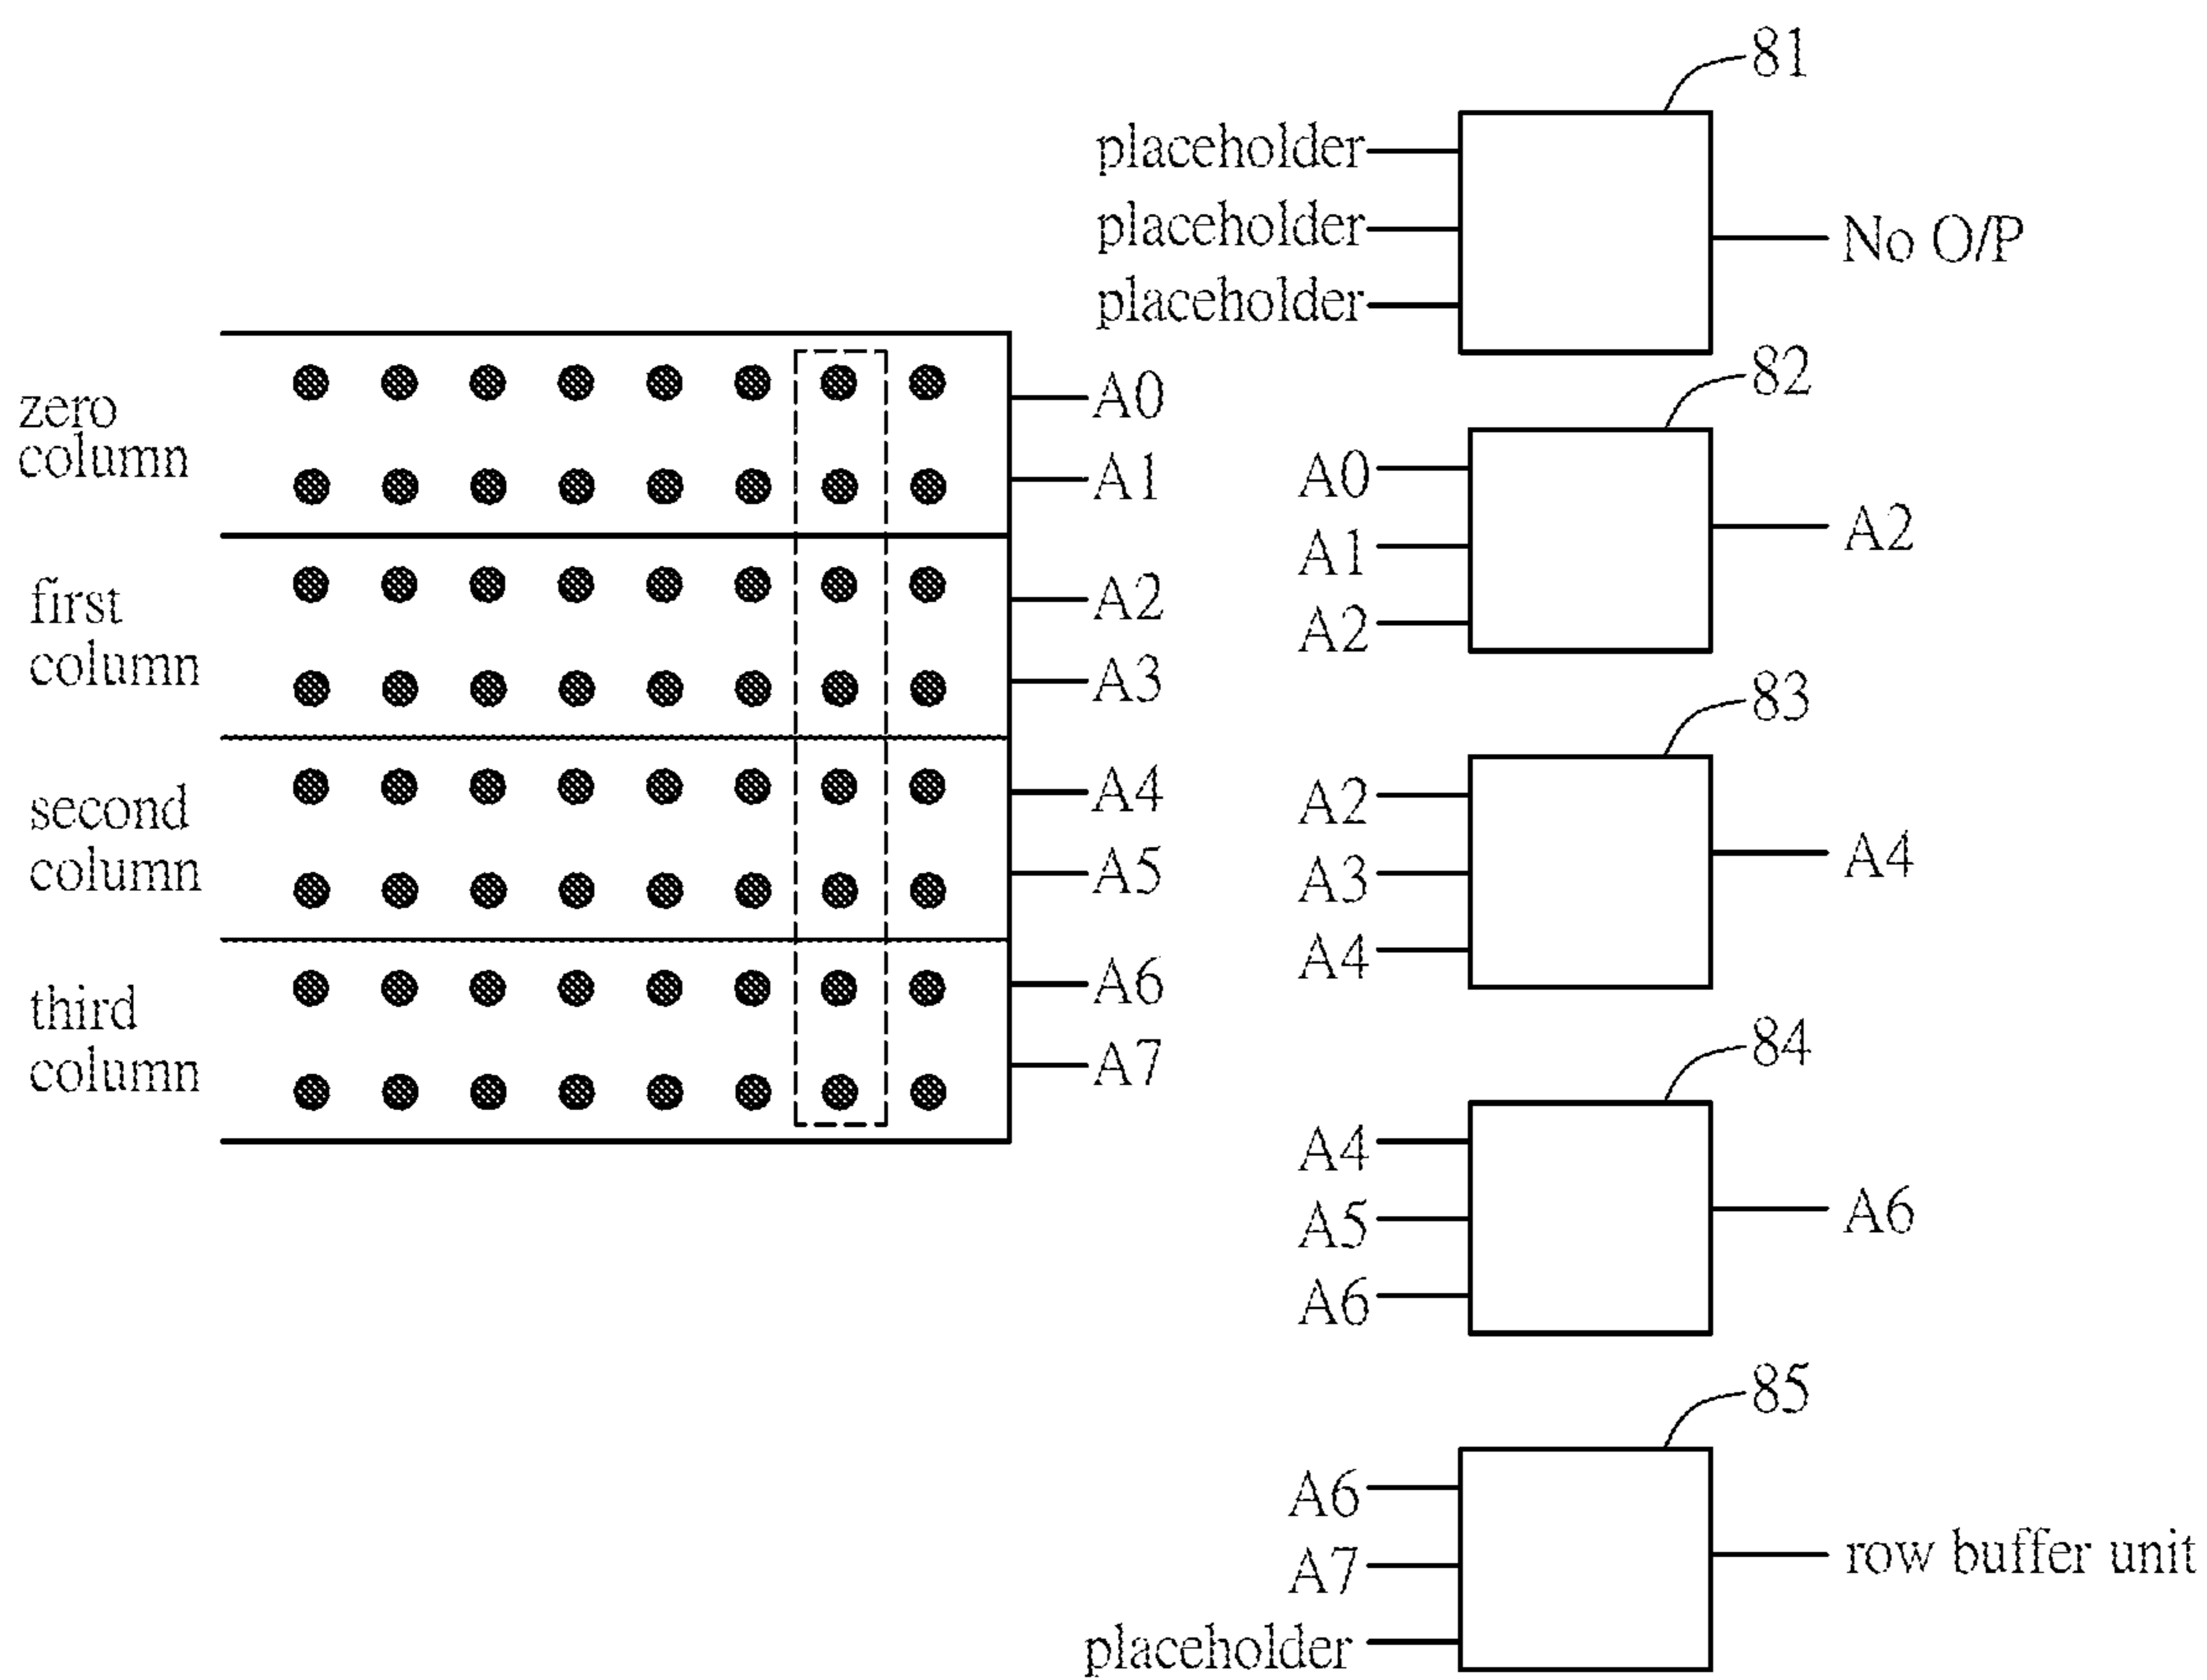 zero
column
first
column
second
column
third
column
A0
A1
A2
A3
A4
A5
A6
A7
81
placeholder
placeholder
placeholder
No O/P
82
A0
A1
A2
A2
83
A2
A3
A4
A4
84
A4
A5
A6
A6
85
A6
A7
placeholder
row buffer unit